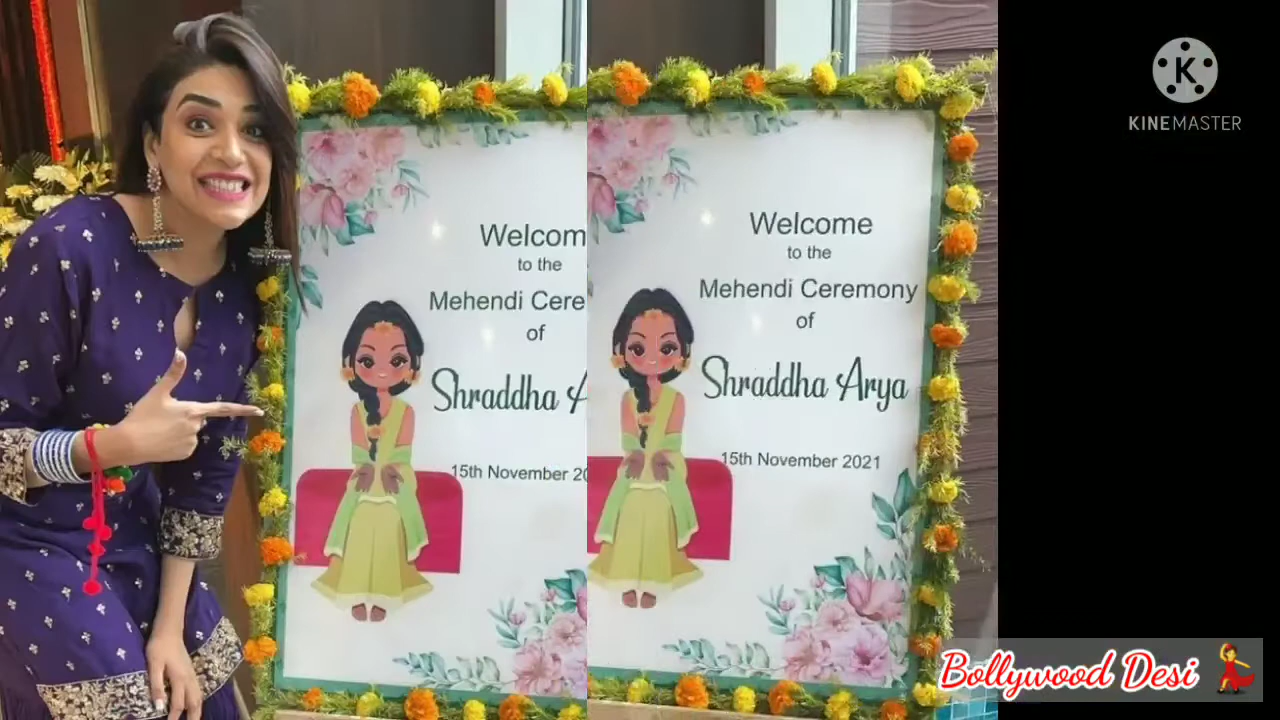 Welcom
to the
Mehendi Cere
of
Shraddha A
15th November 20
Welcome
to the
Mehendi Ceremony
of
Shraddha Arya
15th November 2021
K
KINEMASTER
Bollywood Desi